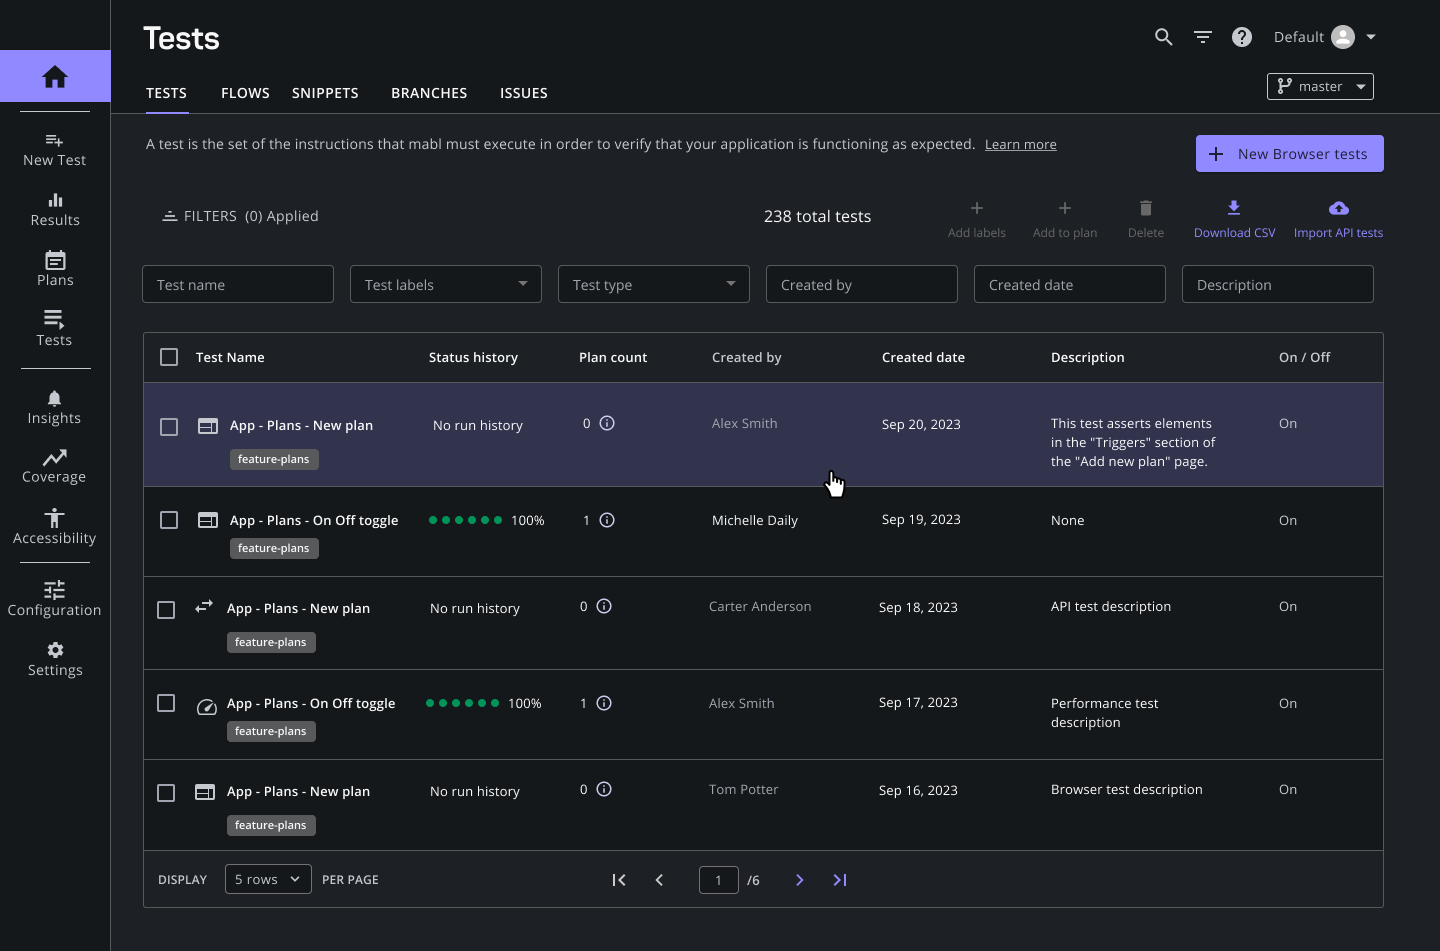 Tests
Default
TESTS FLOWS SNIPPETS BRANCHES ISSUES
master
A test is the set of the instructions that mabl must execute in order to verify that your application is functioning as expected. Learn more
New Browser tests
New Test
Results
Plans
Tests
Insights
Coverage
Accessibility
Configuration
Settings
FILTERS (0) Applied
238 total tests
Add labels Add to plan Delete Download CSV Import API tests
Test name Test labels Test type Created by Created date Description
Test Name Status history Plan count Created by Created date Description On / Off
App - Plans - New plan No run history 0 Alex Smith Sep 20, 2023 This test asserts elements On
in the "Triggers" section of
feature-plans the "Add new plan" page.
App - Plans - On Off toggle 100% 1 Michelle Daily Sep 19, 2023 None On
feature-plans
App - Plans - New plan No run history 0 Carter Anderson Sep 18, 2023 API test description On
feature-plans
App - Plans - On Off toggle 100% 1 Alex Smith Sep 17, 2023 Performance test On
feature-plans description
App - Plans - New plan No run history 0 Tom Potter Sep 16, 2023 Browser test description On
feature-plans
DISPLAY 5 rows PER PAGE 1 /6